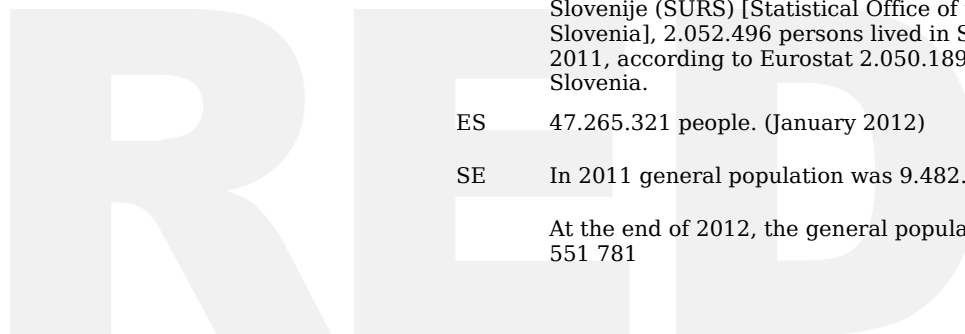 Slovenije (SURS) [Statistical Office of
Slovenia], 2.052.496 persons lived in
2011, according to Eurostat 2.050.189
Slovenia.
ES 47.265.321 people. (January 2012)
SE In 2011 general population was 9.482.
At the end of 2012, the general
551 781
RED